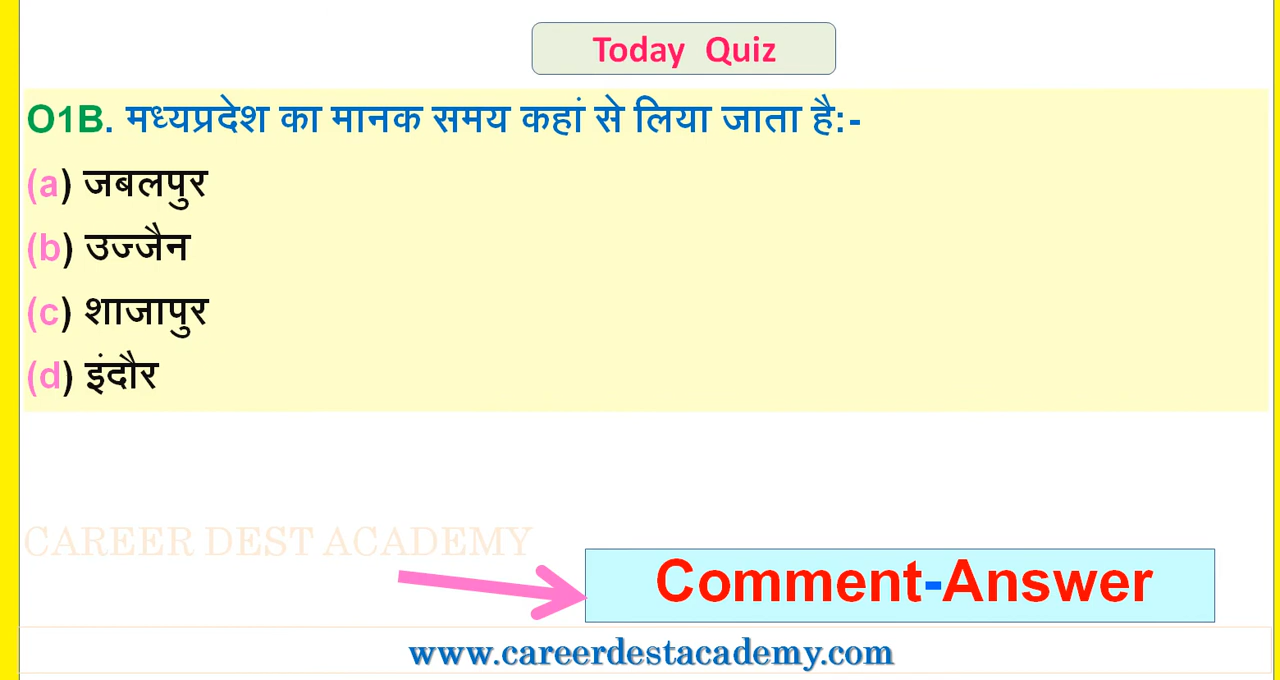 Today Quiz
O1B. मध्यप्रदेश का मानक समय कहां से लिया जाता है:-
(a) जबलपुर
(b) उज्जैन
(c) शाजापुर
(d) इंदौर
CAREER DEST ACADEMY
Comment-Answer
www.careerdestacademy.com